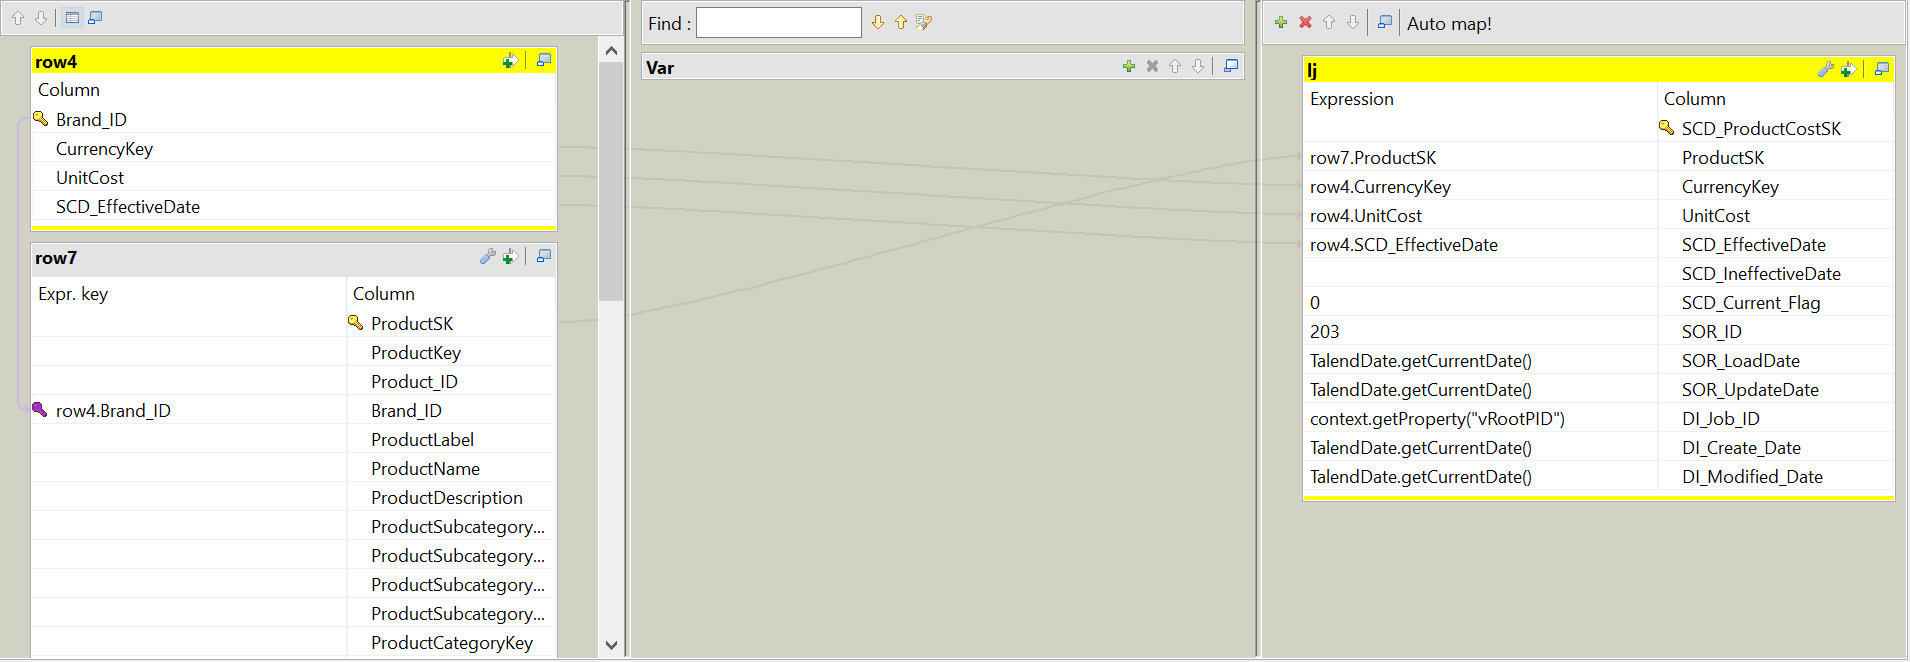 row4
Column
Brand_ID
CurrencyKey
UnitCost
SCD_EffectiveDate
row7
Expr. key Column
ProductSK
ProductKey
Product_ID
row4.Brand_ID Brand_ID
ProductLabel
ProductName
ProductDescription
ProductSubcategory...
ProductSubcategory...
ProductSubcategory...
ProductSubcategory...
ProductCategoryKey
Find :
Var
Auto map!
lj
Expression Column
SCD_ProductCostSK
row7.ProductSK ProductSK
row4.CurrencyKey CurrencyKey
row4.UnitCost UnitCost
row4.SCD_EffectiveDate SCD_EffectiveDate
SCD_IneffectiveDate
0 SCD_Current_Flag
203 SOR_ID
TalendDate.getCurrentDate() SOR_LoadDate
TalendDate.getCurrentDate() SOR_UpdateDate
context.getProperty("vRootPID") DI_Job_ID
TalendDate.getCurrentDate() DI_Create_Date
TalendDate.getCurrentDate() DI_Modified_Date